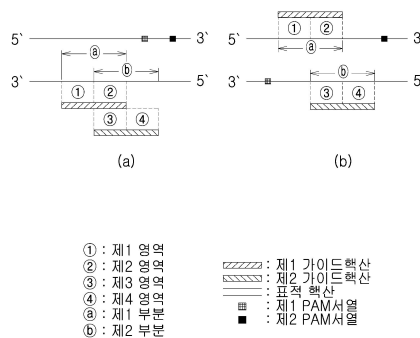 5` 3`
ⓐ
ⓑ
3` 5`
① ②
③ ④
(a)
① ②
5` 3`
ⓐ
ⓑ
3` 5`
③ ④
(b)
① : 제1 영역
② : 제2 영역
③ : 제3 영역
④ : 제4 영역
ⓐ : 제1 부분
ⓑ : 제2 부분
: 제1 가이드핵산
: 제2 가이드핵산
: 표적 핵산
: 제1 PAM서열
: 제2 PAM서열